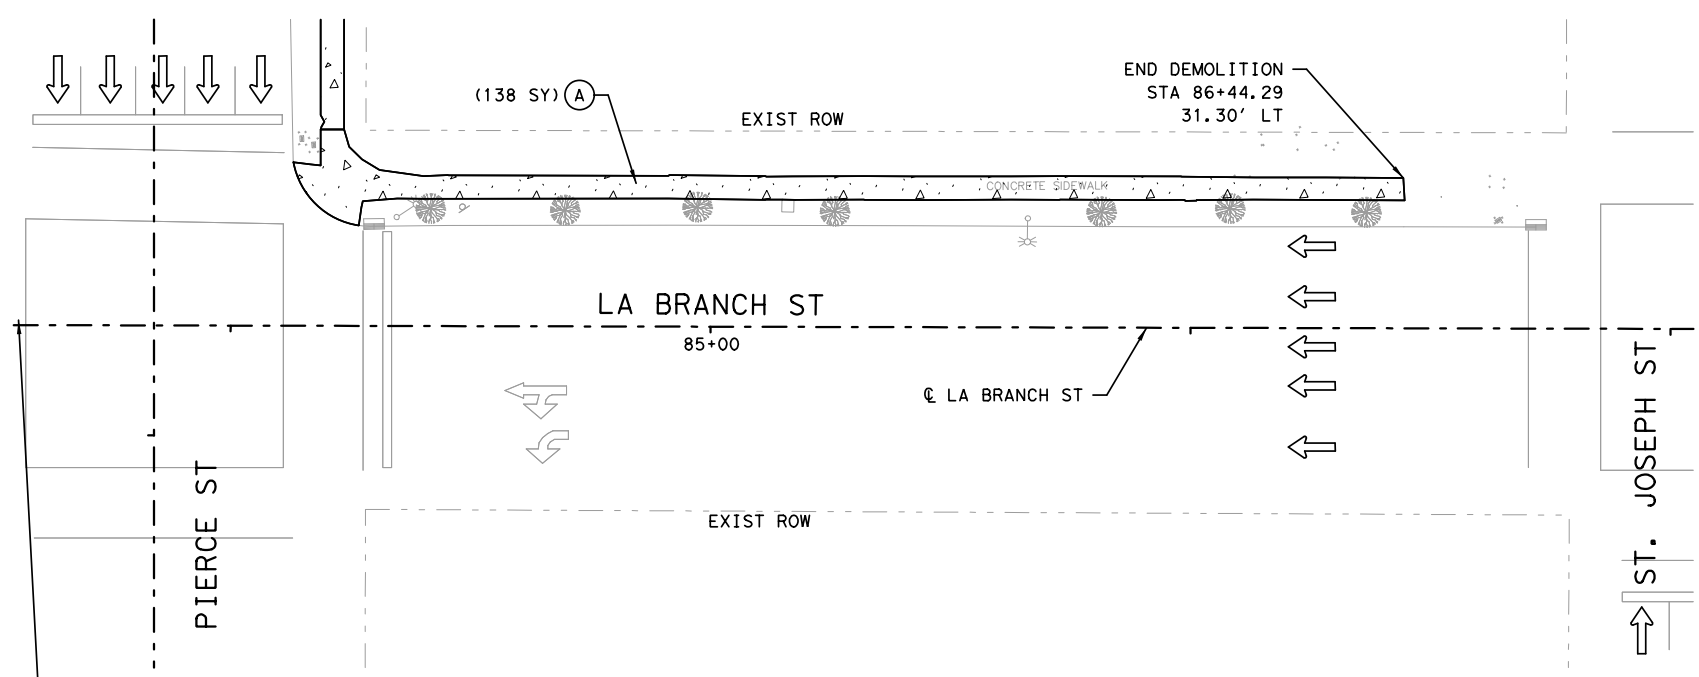 END DEMOLITION
STA 86+44.29
31.30' LT
(138 SY) A
EXIST ROW
CONCRETE SIDEWALK
LA BRANCH ST
85+00
℄ LA BRANCH ST
PIERCE ST
ST. JOSEPH ST
EXIST ROW